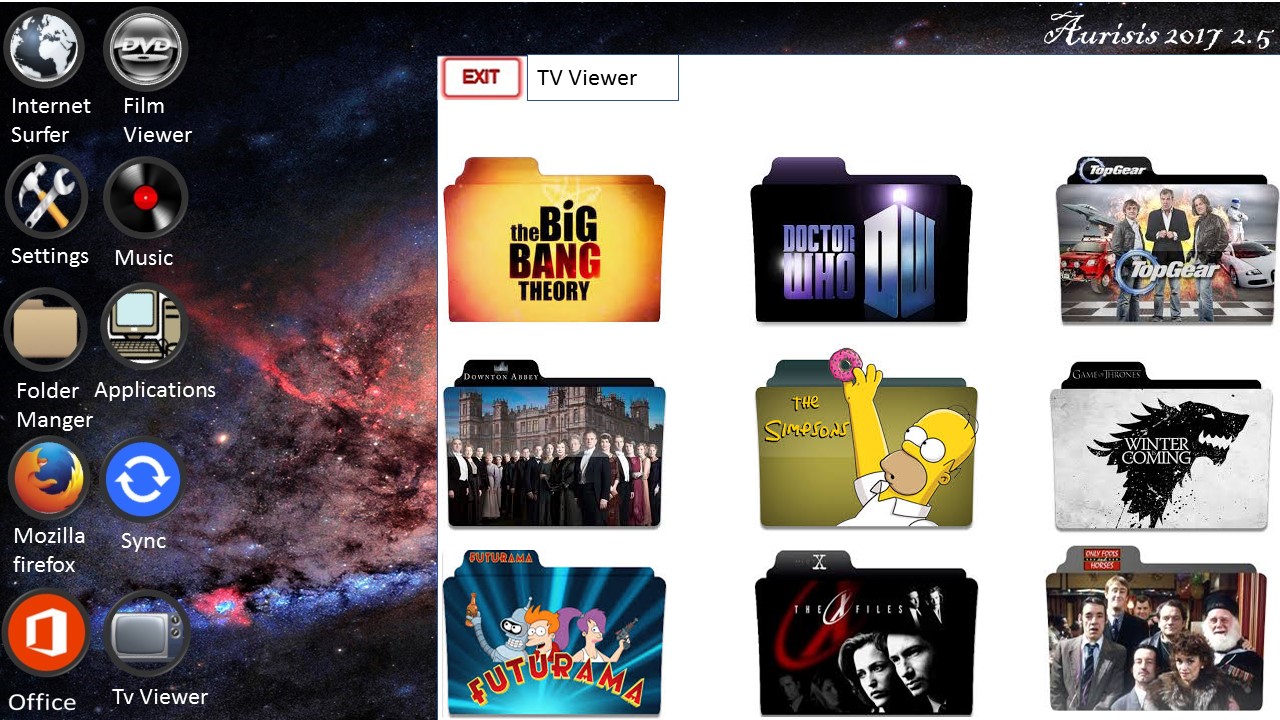 Aurisis 2017 2.5
Internet
Surfer
Film
Viewer
DVD
Settings
Music
Folder
Manger
Applications
Mozilla
firefox
Sync
Office
Tv Viewer
EXIT
TV Viewer
the BiG
BANG
THEORY
DOCTOR
WHO
DW
TopGear
TopGear
DOWNTON ABBEY
THE
SIMPSONS
GAME OF THRONES
WINTER
COMING
FUTURAMA
FUTURAMA
X
THE X FILES
ONLY FOOLS
and
HORSES